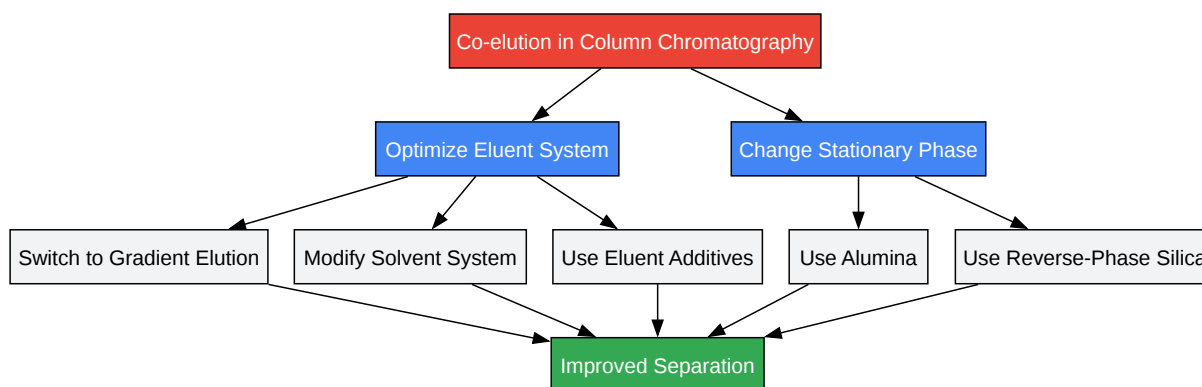 Co-elution in Column Chromatography
Optimize Eluent System
Change Stationary Phase
Switch to Gradient Elution
Modify Solvent System
Use Eluent Additives
Use Alumina
Use Reverse-Phase Silica
Improved Separation